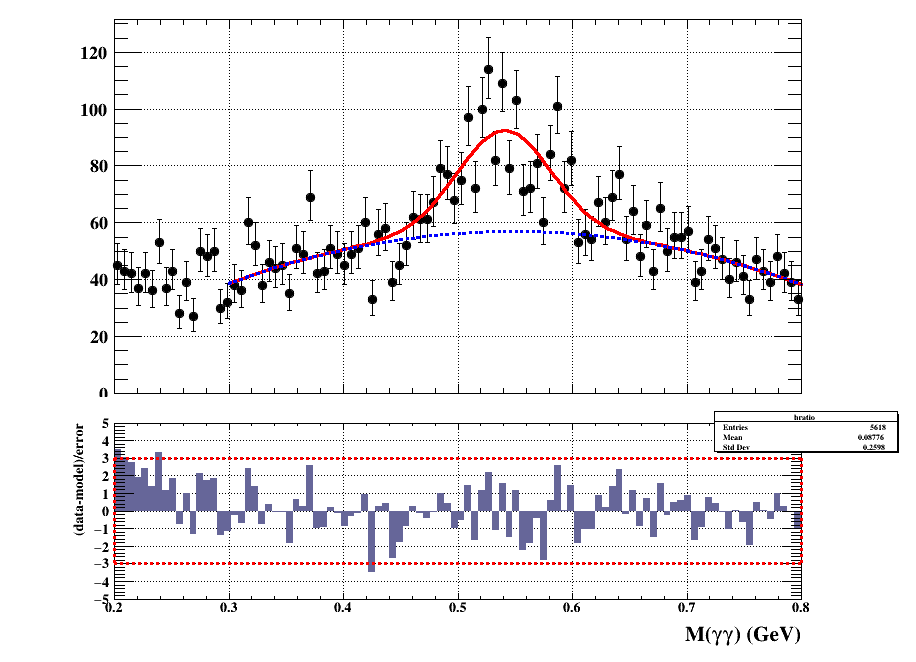 120
100
80
60
40
20
0
hratio
Entries 5618
Mean 0.08776
Std Dev 0.2598
(data-model)/error
5
4
3
2
1
0
−1
−2
−3
−4
−5
0.2 0.3 0.4 0.5 0.6 0.7 0.8
M(γγ) (GeV)